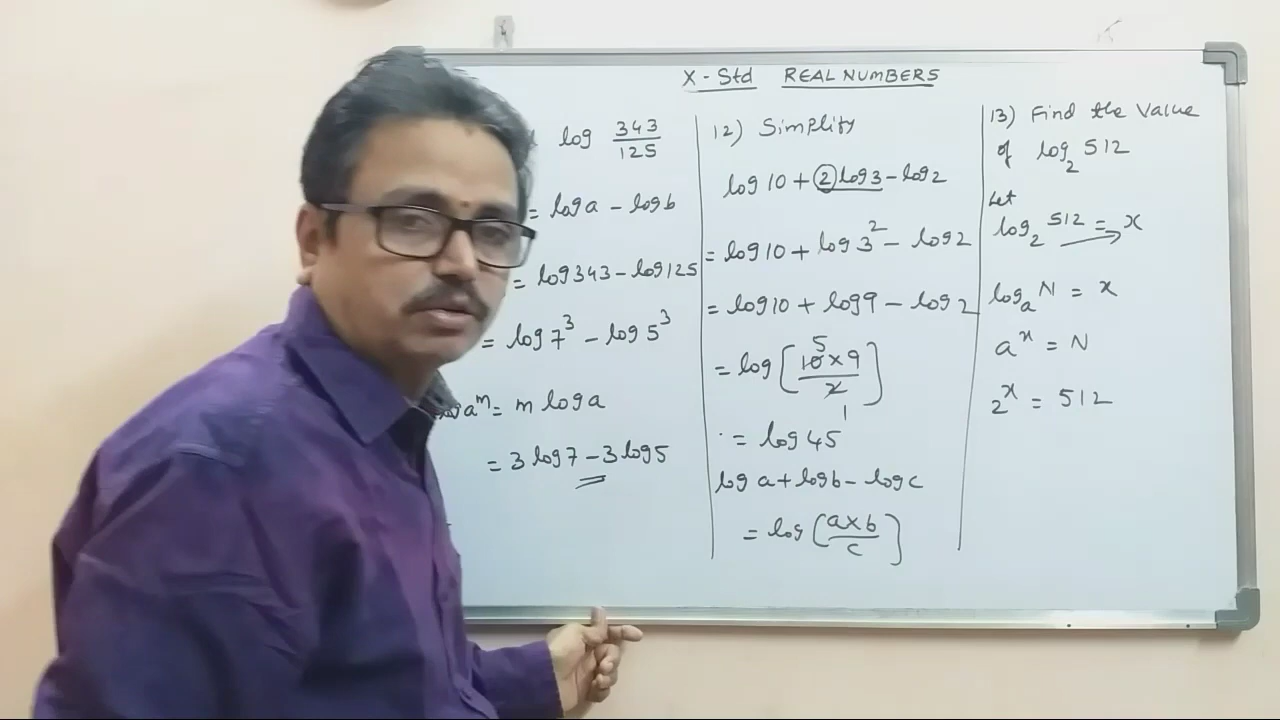 X - Std REAL NUMBERS
log 343/125
= log a - log b
= log 343 - log 125
= log 7³ - log 5³
aᵐ = m log a
= 3 log 7 - 3 log 5
12) Simplify
log 10 + 2 log 3 - log 2
= log 10 + log 3² - log 2
= log 10 + log 9 - log 2
5
= log [10 × 9 / 2]
1
= log 45
log a + log b - log c
= log [a × b / c]
13) Find the value
of log₂ 512
Let
log₂ 512 = x
logₐ N = x
aˣ = N
2ˣ = 512